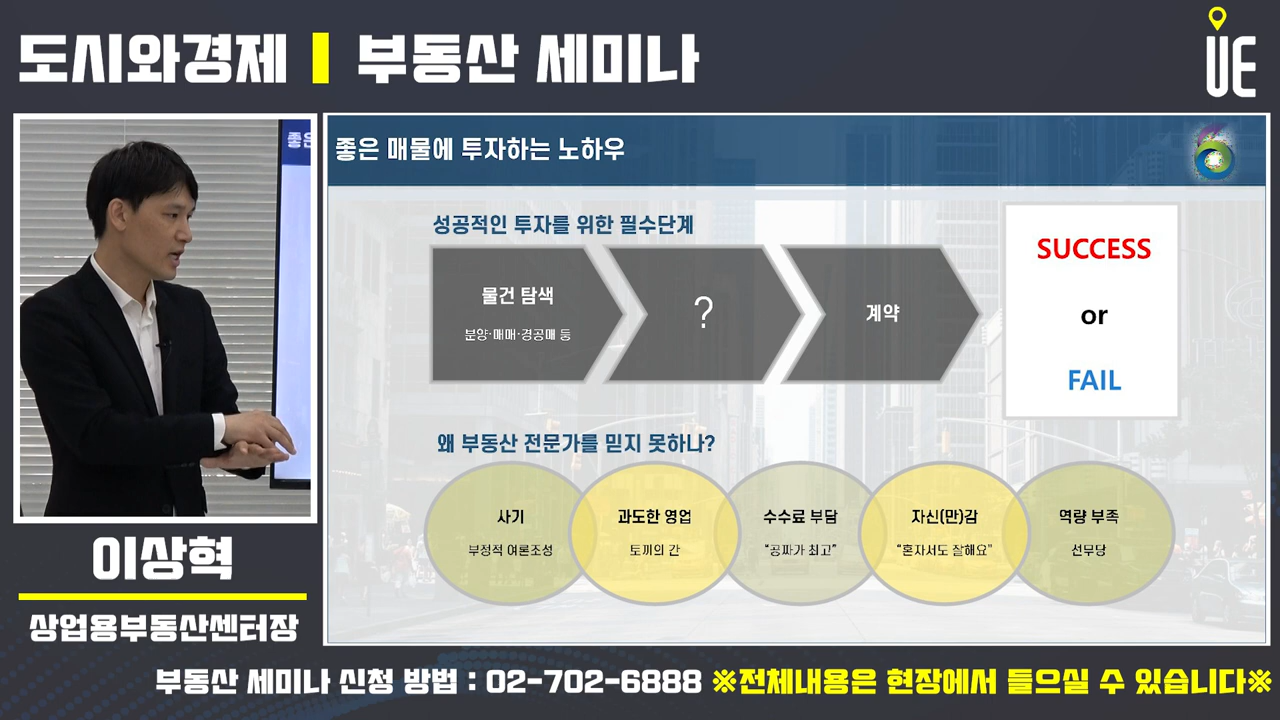 도시와경제 부동산 세미나
UE
좋은
좋은 매물에 투자하는 노하우
성공적인 투자를 위한 필수단계
물건 탐색
분양·매매·경공매 등
?
계약
SUCCESS
or
FAIL
왜 부동산 전문가를 믿지 못하나?
사기
부정적 여론조성
과도한 영업
토끼의 간
수수료 부담
“공짜가 최고”
자신(만)감
“혼자서도 잘해요”
역량 부족
선무당
이상혁
상업용부동산센터장
부동산 세미나 신청 방법 : 02-702-6888 ※전체내용은 현장에서 들으실 수 있습니다※